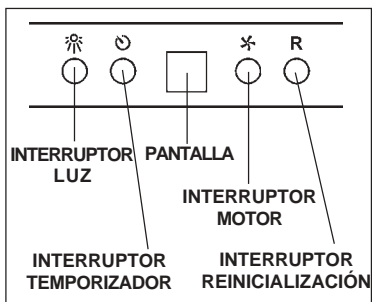 R
INTERRUPTOR
LUZ
PANTALLA
INTERRUPTOR
MOTOR
INTERRUPTOR
TEMPORIZADOR
INTERRUPTOR
REINICIALIZACIÓN